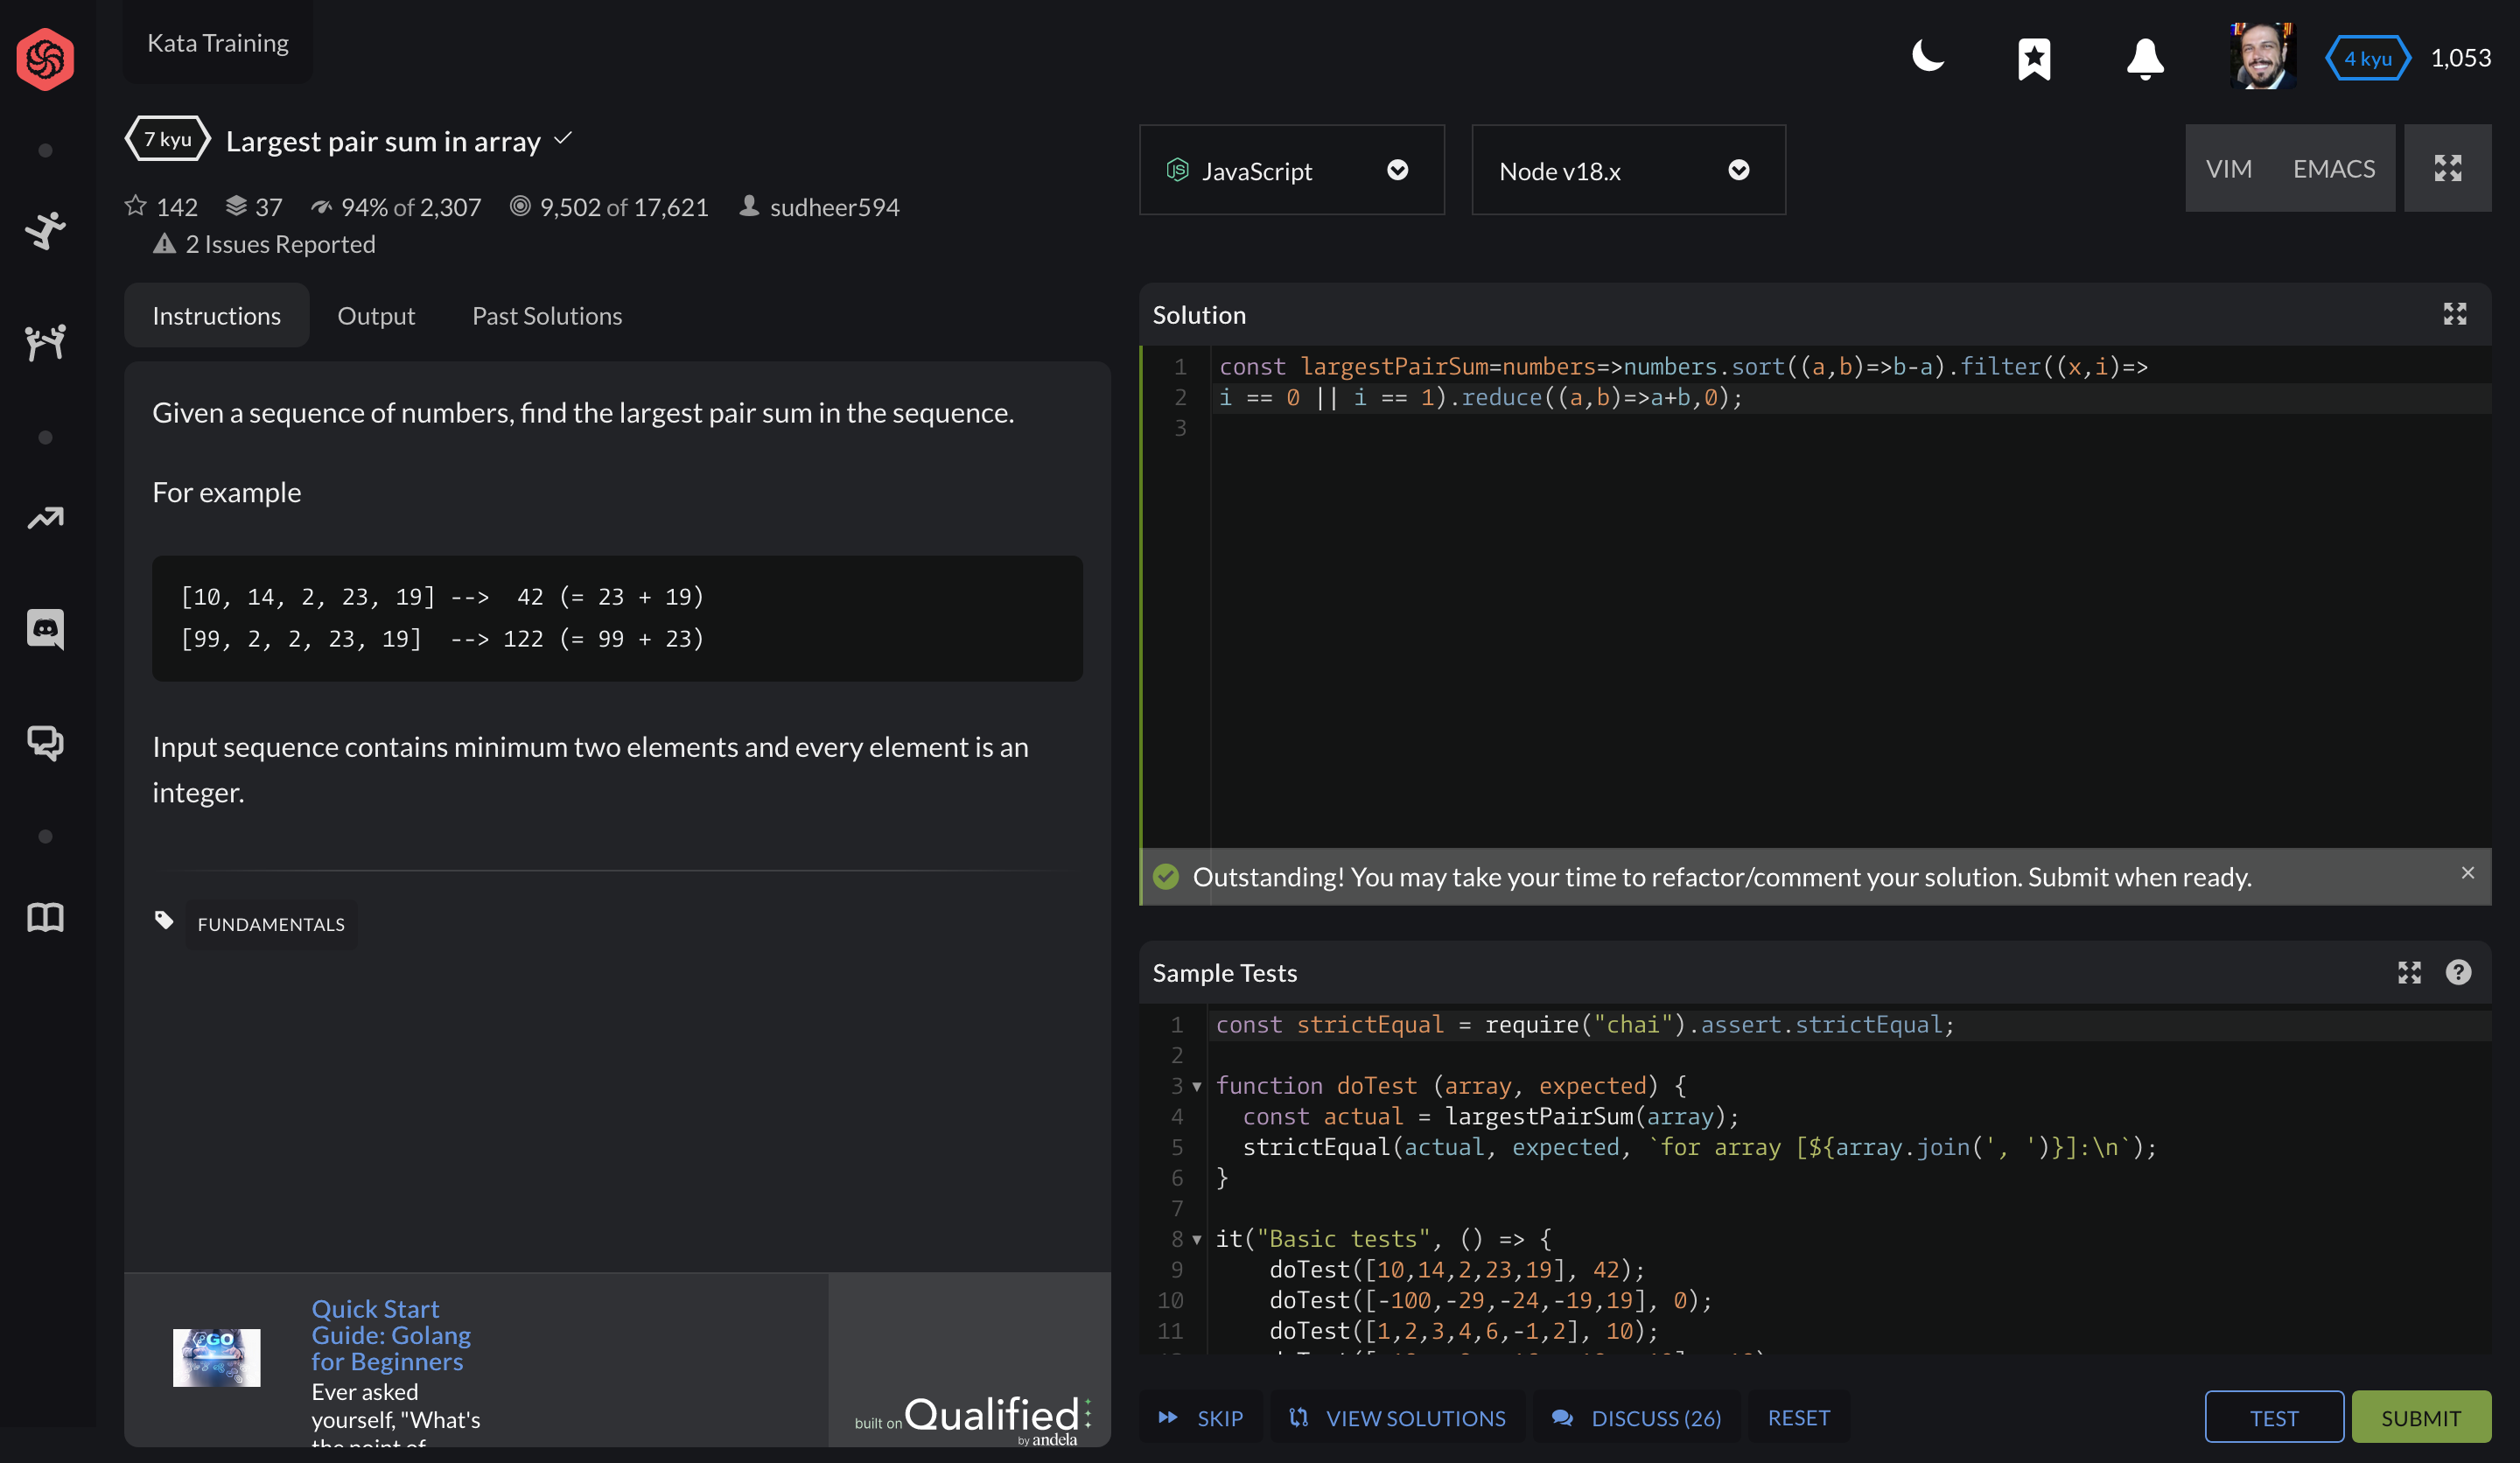 Kata Training
4 kyu 1,053
7 kyu Largest pair sum in array
142 37 94% of 2,307 9,502 of 17,621 sudheer594
2 Issues Reported
Instructions Output Past Solutions
Given a sequence of numbers, find the largest pair sum in the sequence.
For example
[10, 14, 2, 23, 19] -->  42 (= 23 + 19)
[99, 2, 2, 23, 19]  --> 122 (= 99 + 23)
Input sequence contains minimum two elements and every element is an
integer.
FUNDAMENTALS
GO
Quick Start
Guide: Golang
for Beginners
Ever asked
yourself, "What's
the point of
built on Qualified
by andela
JS JavaScript
Node v18.x
VIM EMACS
Solution
1 const largestPairSum=numbers=>numbers.sort((a,b)=>b-a).filter((x,i)=>
2 i == 0 || i == 1).reduce((a,b)=>a+b,0);
3
Outstanding! You may take your time to refactor/comment your solution. Submit when ready.
Sample Tests
1 const strictEqual = require("chai").assert.strictEqual;
2
3 function doTest (array, expected) {
4   const actual = largestPairSum(array);
5   strictEqual(actual, expected, `for array [${array.join(', ')}]:\n`);
6 }
7
8 it("Basic tests", () => {
9     doTest([10,14,2,23,19], 42);
10     doTest([-100,-29,-24,-19,19], 0);
11     doTest([1,2,3,4,6,-1,2], 10);
SKIP VIEW SOLUTIONS DISCUSS (26) RESET TEST SUBMIT